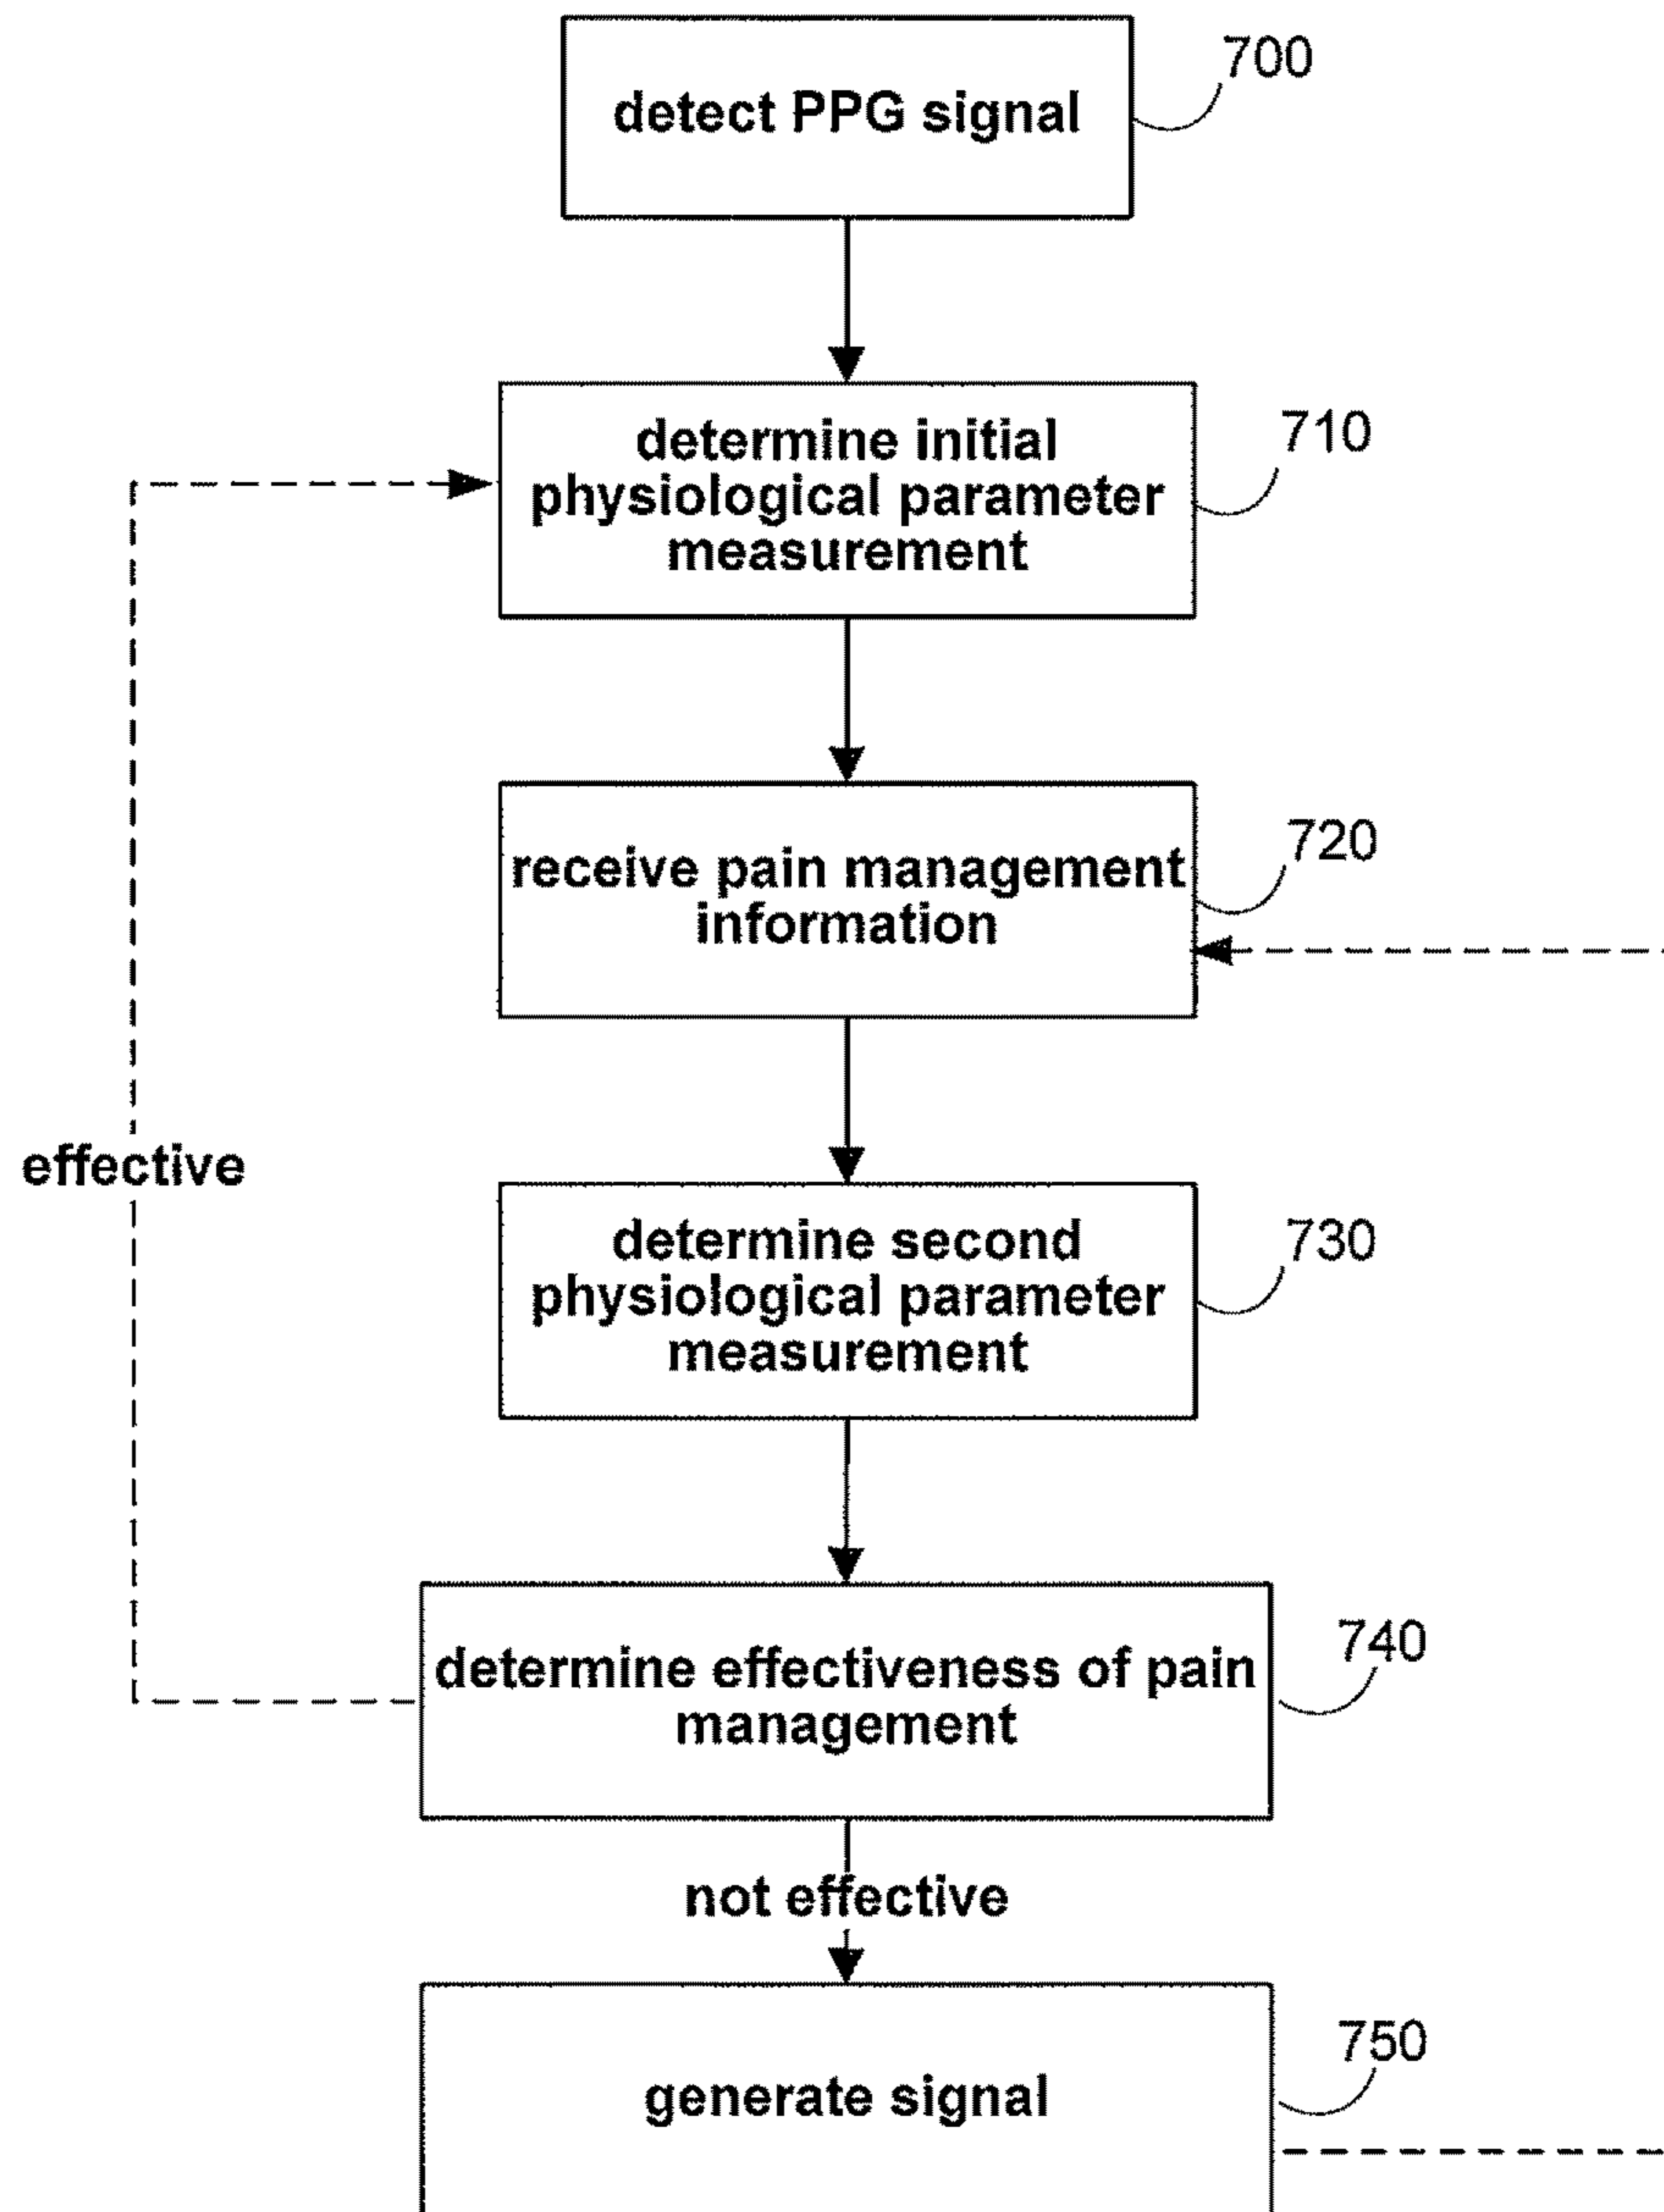 detect PPG signal
700
determine initial
physiological parameter
measurement
710
receive pain management
information
720
effective
determine second
physiological parameter
measurement
730
determine effectiveness of pain
management
740
not effective
generate signal
750